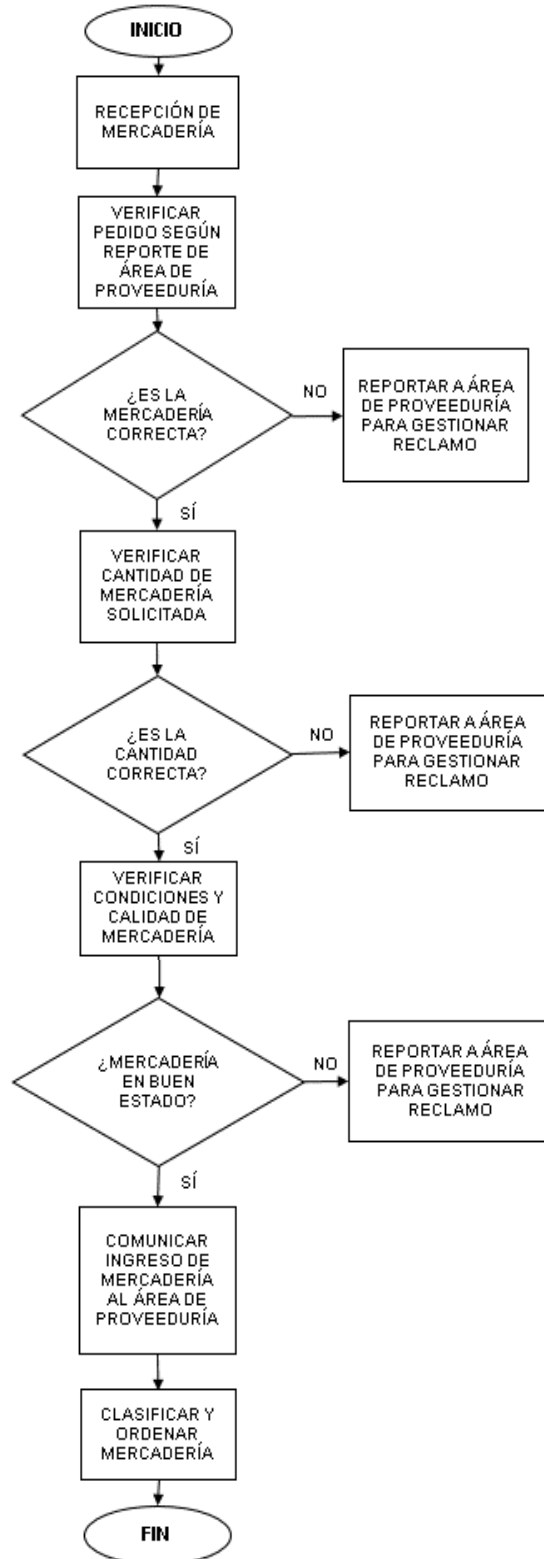 INICIO
RECEPCIÓN DE
MERCADERÍA
VERIFICAR
PEDIDO SEGÚN
REPORTE DE
ÁREA DE
PROVEEDURÍA
¿ES LA
MERCADERÍA
CORRECTA?
NO
REPORTAR A ÁREA
DE PROVEEDURÍA
PARA GESTIONAR
RECLAMO
SÍ
VERIFICAR
CANTIDAD DE
MERCADERÍA
SOLICITADA
¿ES LA
CANTIDAD
CORRECTA?
NO
REPORTAR A ÁREA
DE PROVEEDURÍA
PARA GESTIONAR
RECLAMO
SÍ
VERIFICAR
CONDICIONES Y
CALIDAD DE
MERCADERÍA
¿MERCADERÍA
EN BUEN
ESTADO?
NO
REPORTAR A ÁREA
DE PROVEEDURÍA
PARA GESTIONAR
RECLAMO
SÍ
COMUNICAR
INGRESO DE
MERCADERÍA
AL ÁREA DE
PROVEEDURÍA
CLASIFICAR Y
ORDENAR
MERCADERÍA
FIN